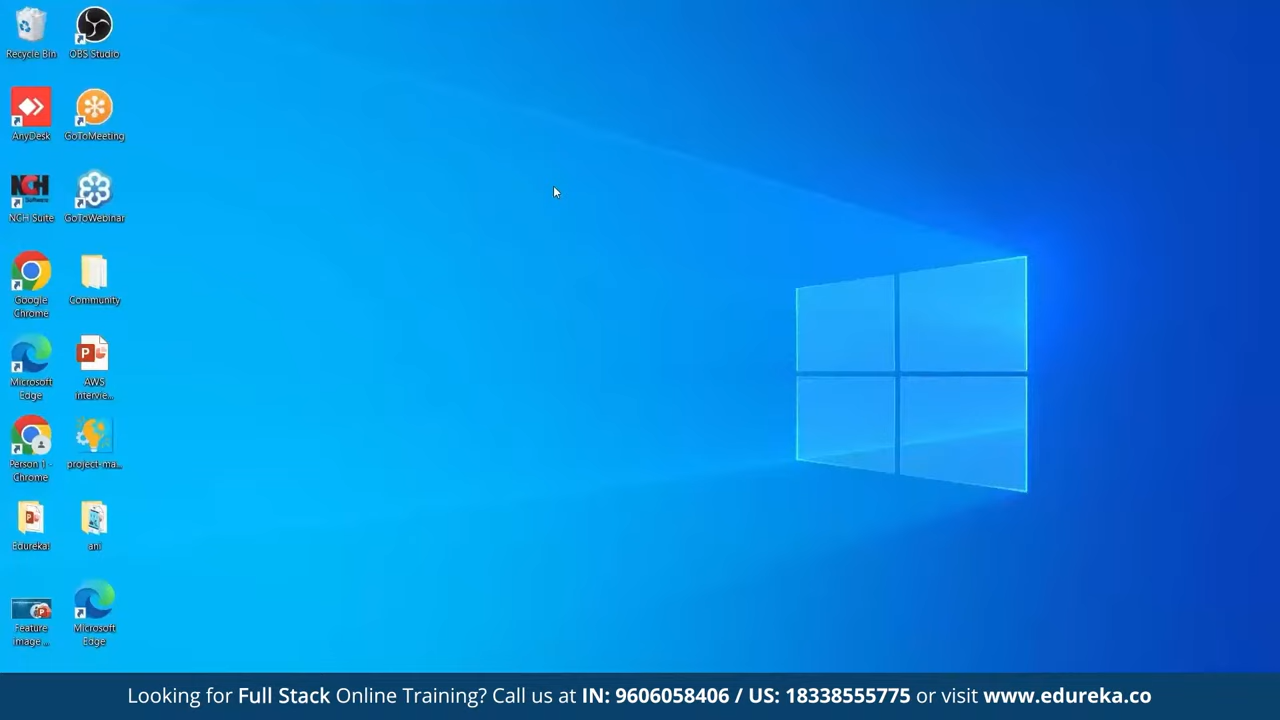 Recycle Bin
OBS Studio
AnyDesk
GoToMeeting
NCH
Software
NCH Suite
GoToWebinar
Google
Chrome
Community
Microsoft
Edge
P
AWS
intervie...
Person 1 -
Chrome
project-ma...
Edureka!
ani
Feature
image ...
Microsoft
Edge
Looking for Full Stack Online Training? Call us at IN: 9606058406 / US: 18338555775 or visit www.edureka.co